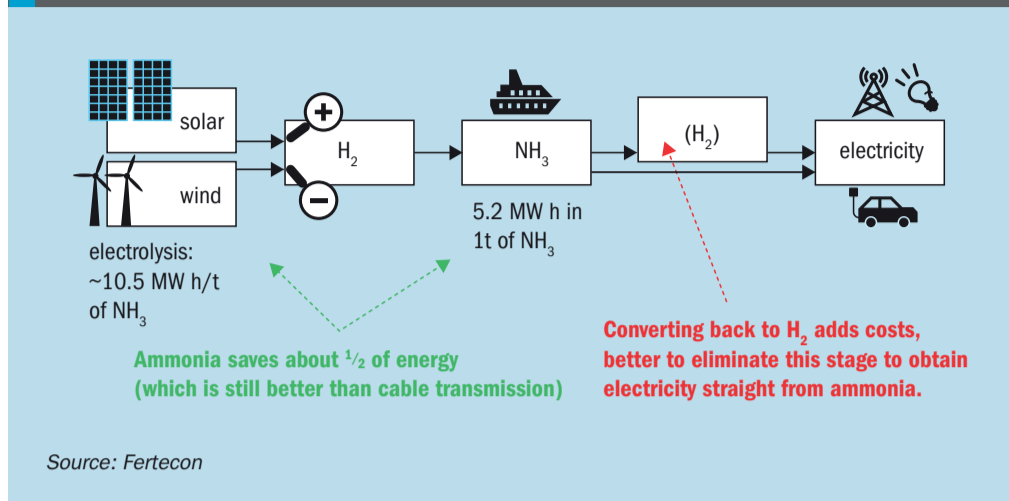 solar
wind
H₂
NH₃
(H₂)
electricity
electrolysis:
~10.5 MW h/t
of NH₃
5.2 MW h in
1t of NH₃
Ammonia saves about ½ of energy
(which is still better than cable transmission)
Converting back to H₂ adds costs,
better to eliminate this stage to obtain
electricity straight from ammonia.
Source: Fertecon